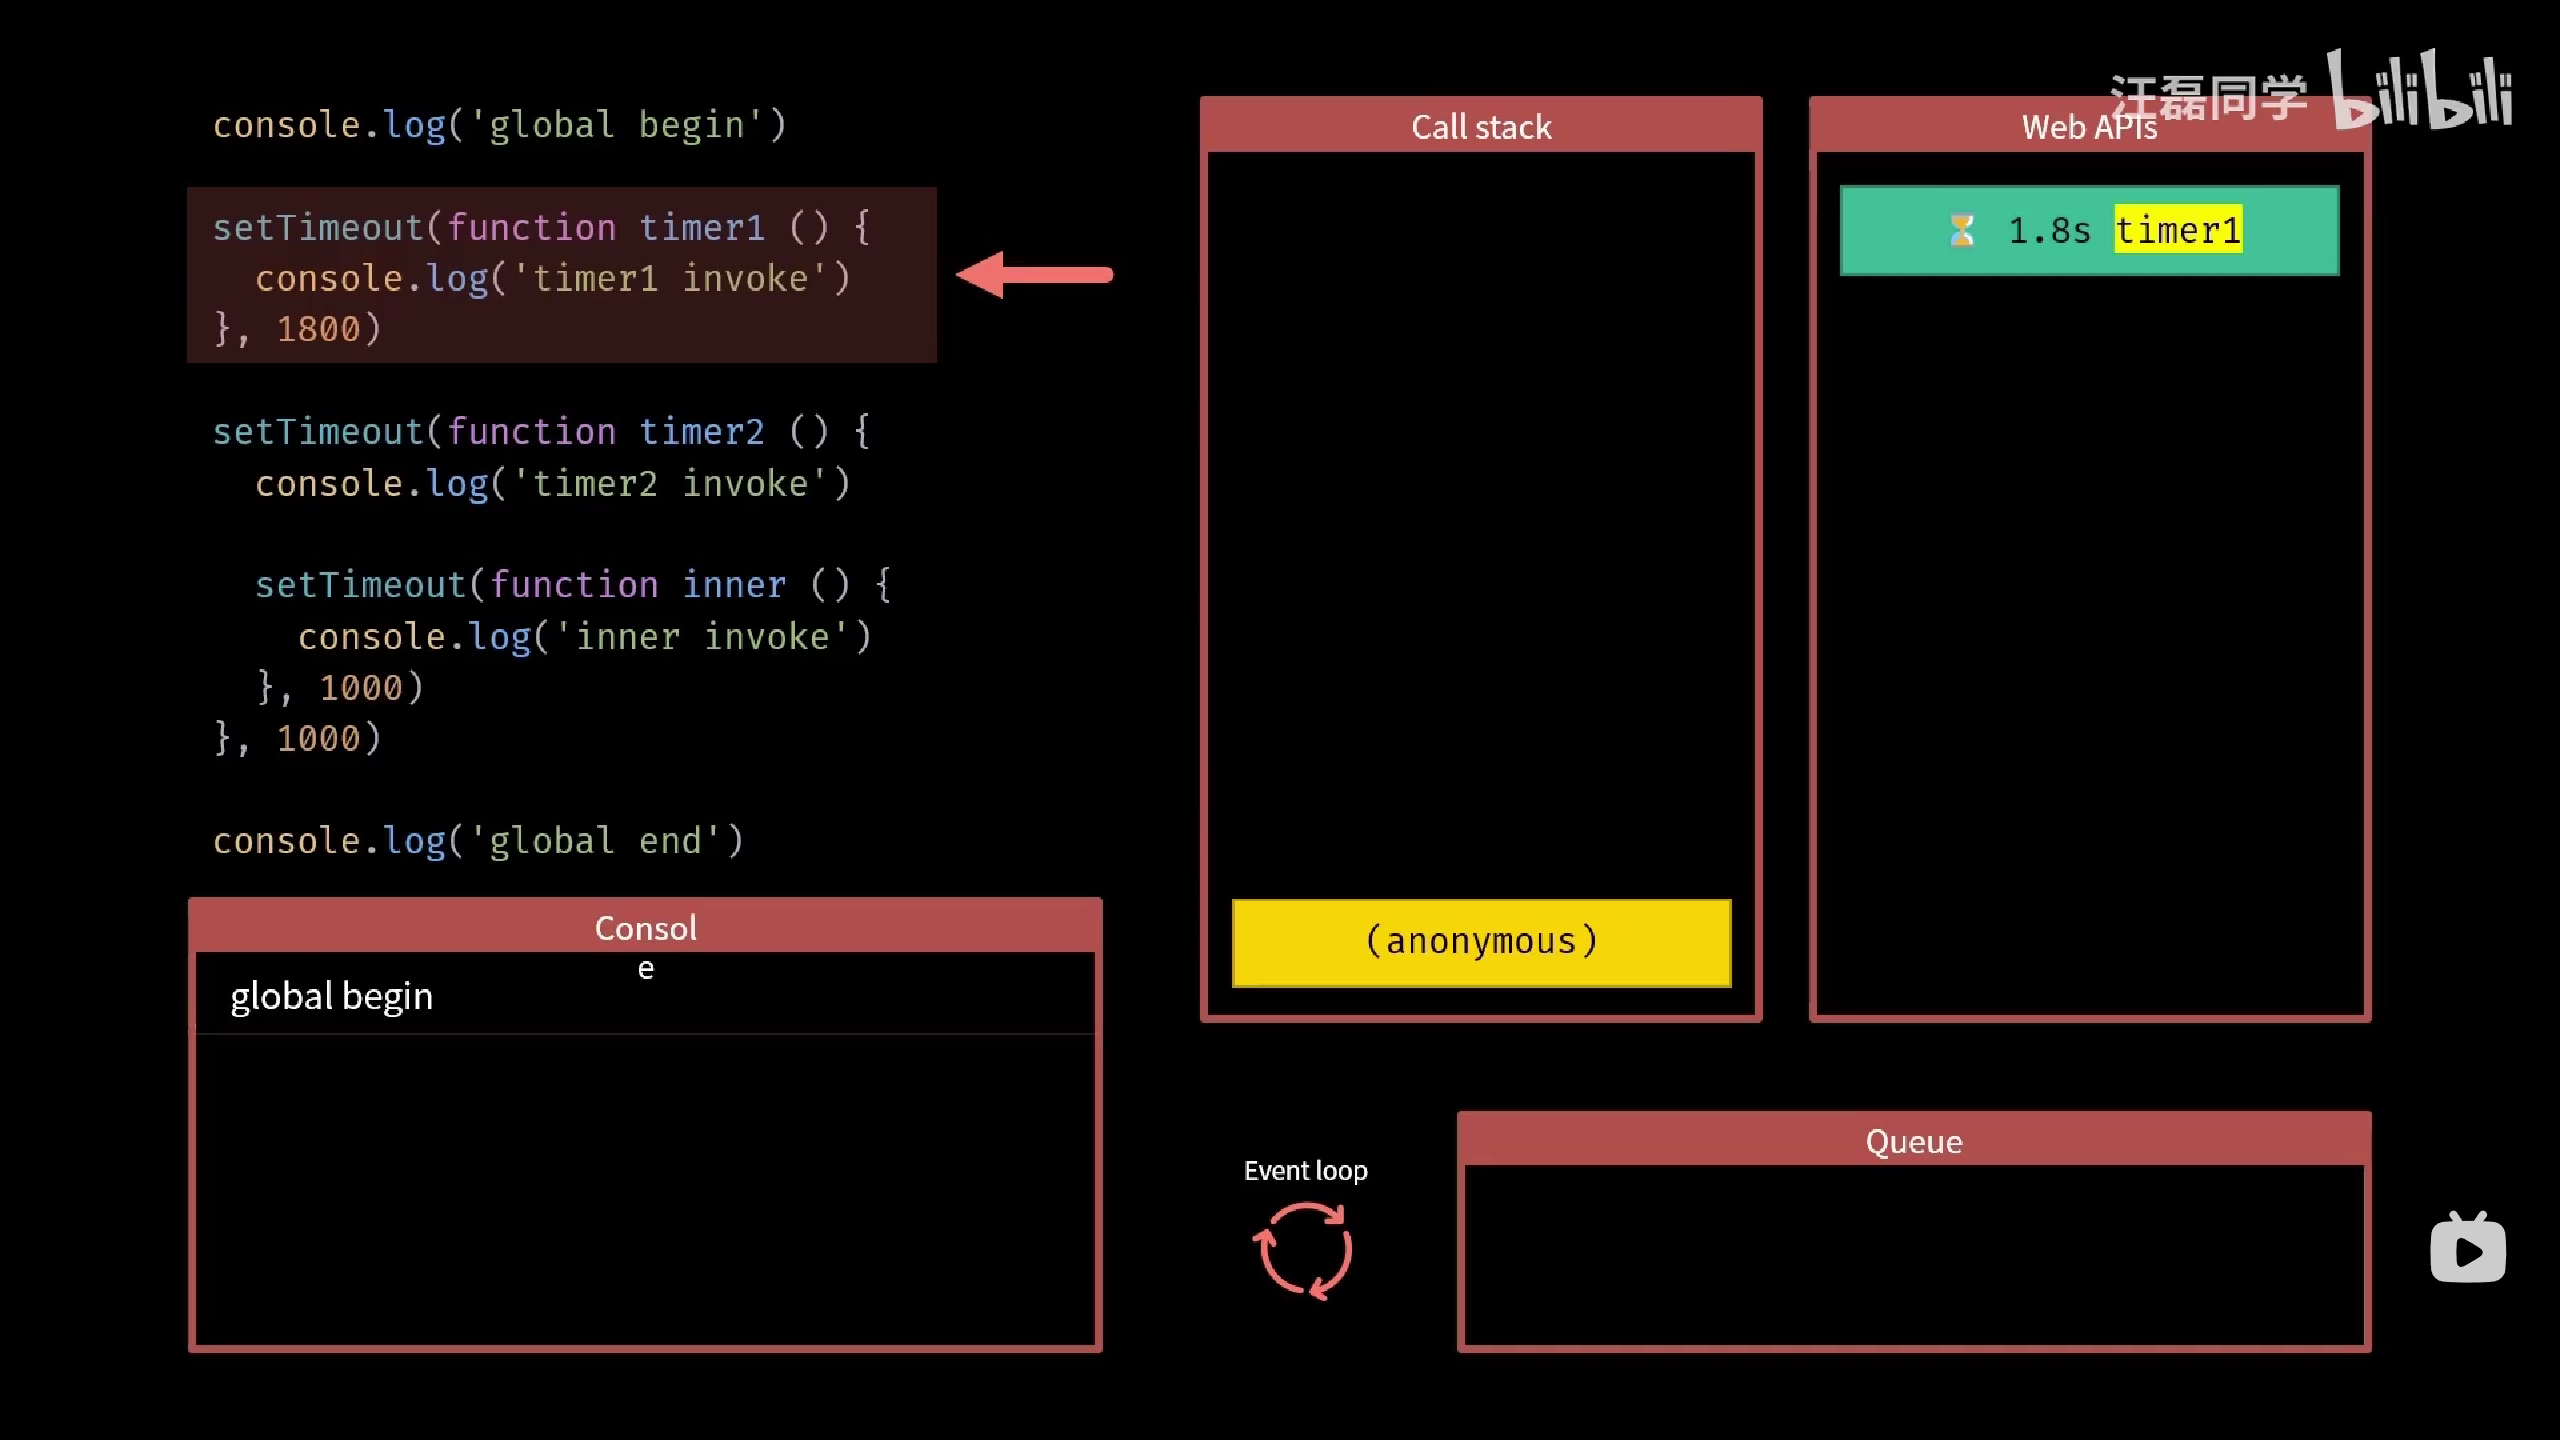 汪磊同学 bilibili
console.log('global begin')
setTimeout(function timer1 () {
  console.log('timer1 invoke')
}, 1800)
setTimeout(function timer2 () {
  console.log('timer2 invoke')
  setTimeout(function inner () {
    console.log('inner invoke')
  }, 1000)
}, 1000)
console.log('global end')
Consol
e
global begin
Call stack
(anonymous)
Web APIs
⏳ 1.8s timer1
Event loop
Queue